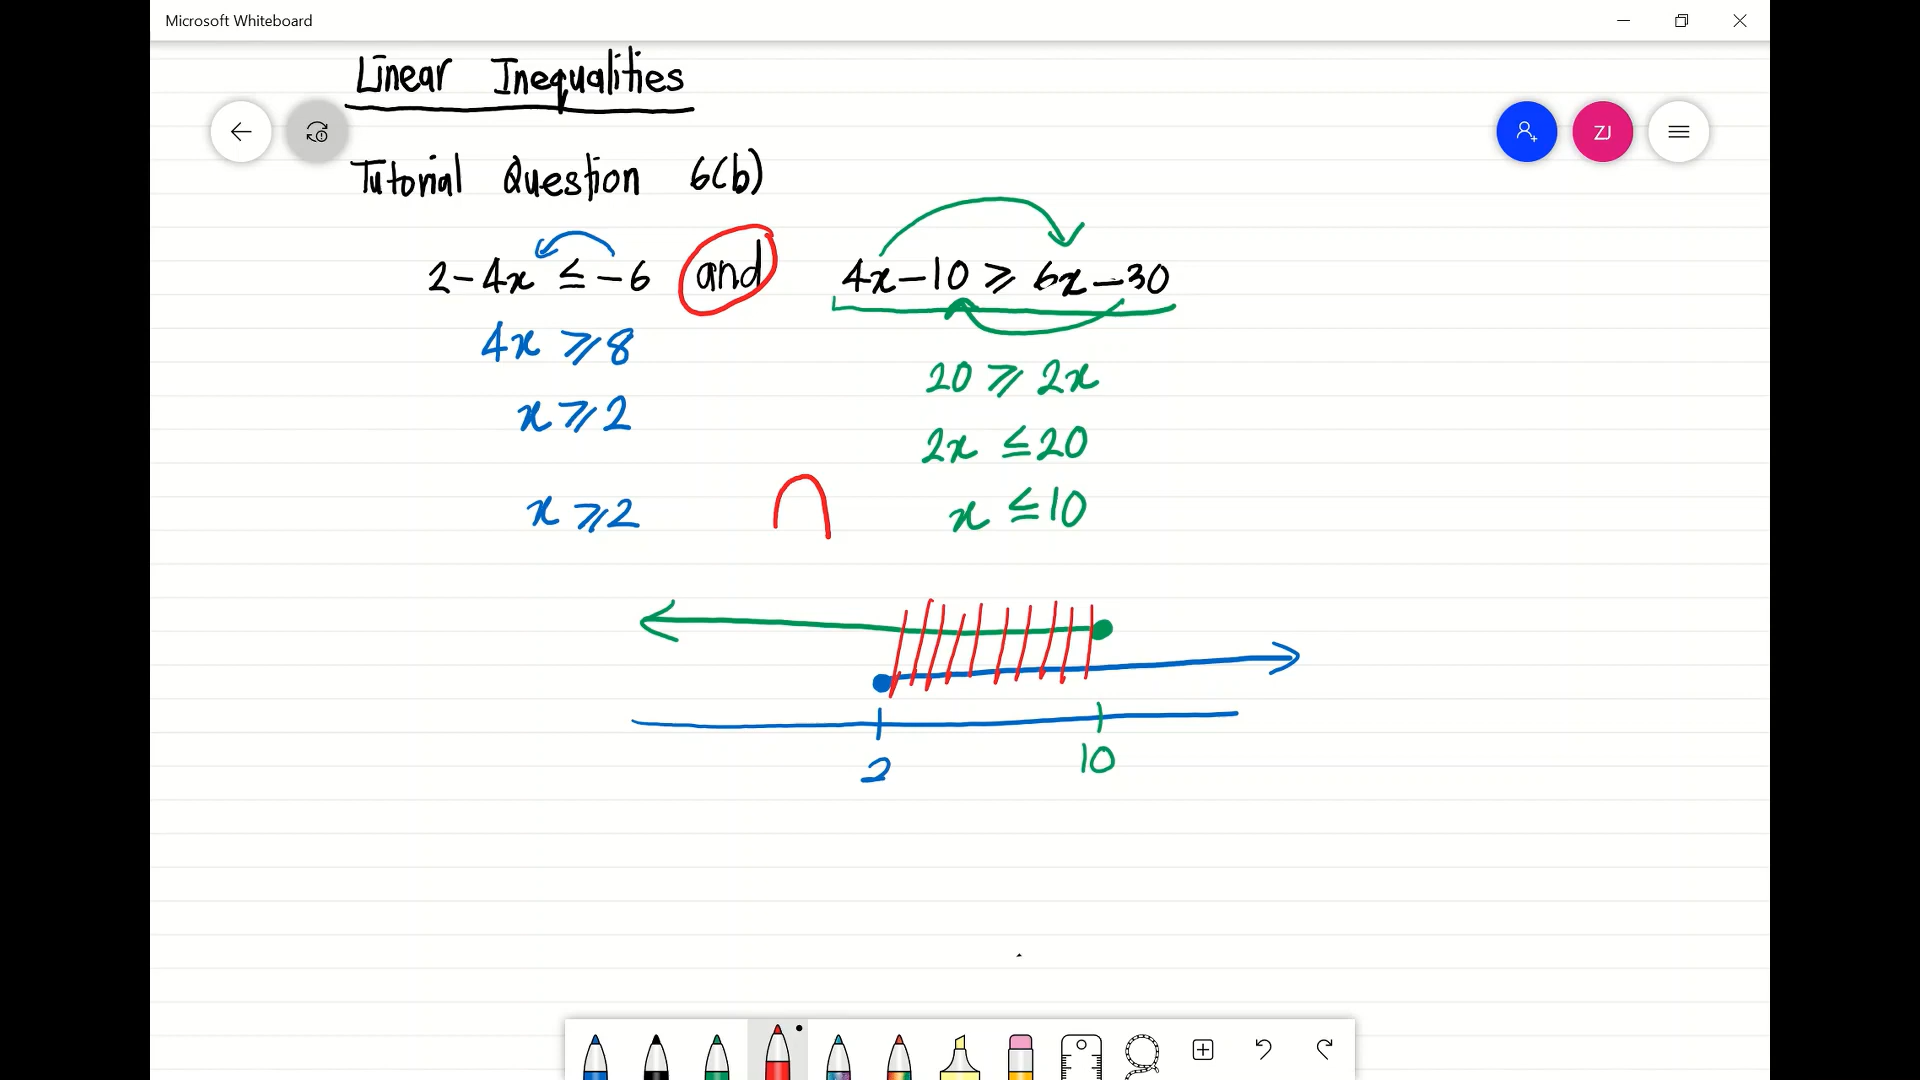 Microsoft Whiteboard
Linear Inequalities
ZJ
Tutorial Question 6(b)
2-4x ≤ -6 and 4x-10 ≥ 6x-30
4x ≥ 8
20 ≥ 2x
x ≥ 2
2x ≤ 20
x ≥ 2 ∩ x ≤ 10
2 10